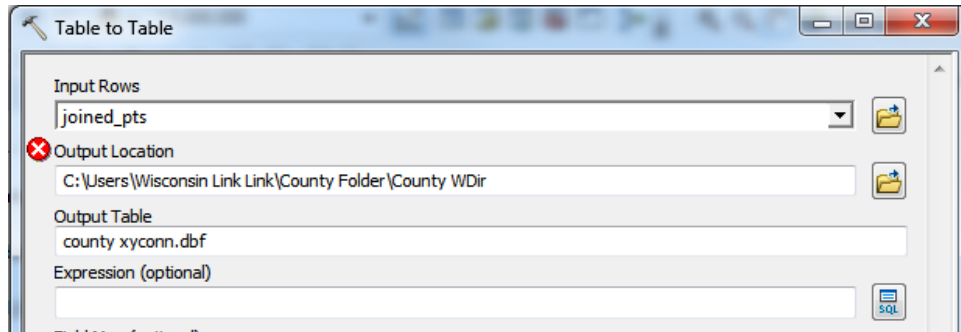 Table to Table
Input Rows
joined_pts
Output Location
C:\Users\Wisconsin Link Link\County Folder\County WDir
Output Table
county xyconn.dbf
Expression (optional)
SQL